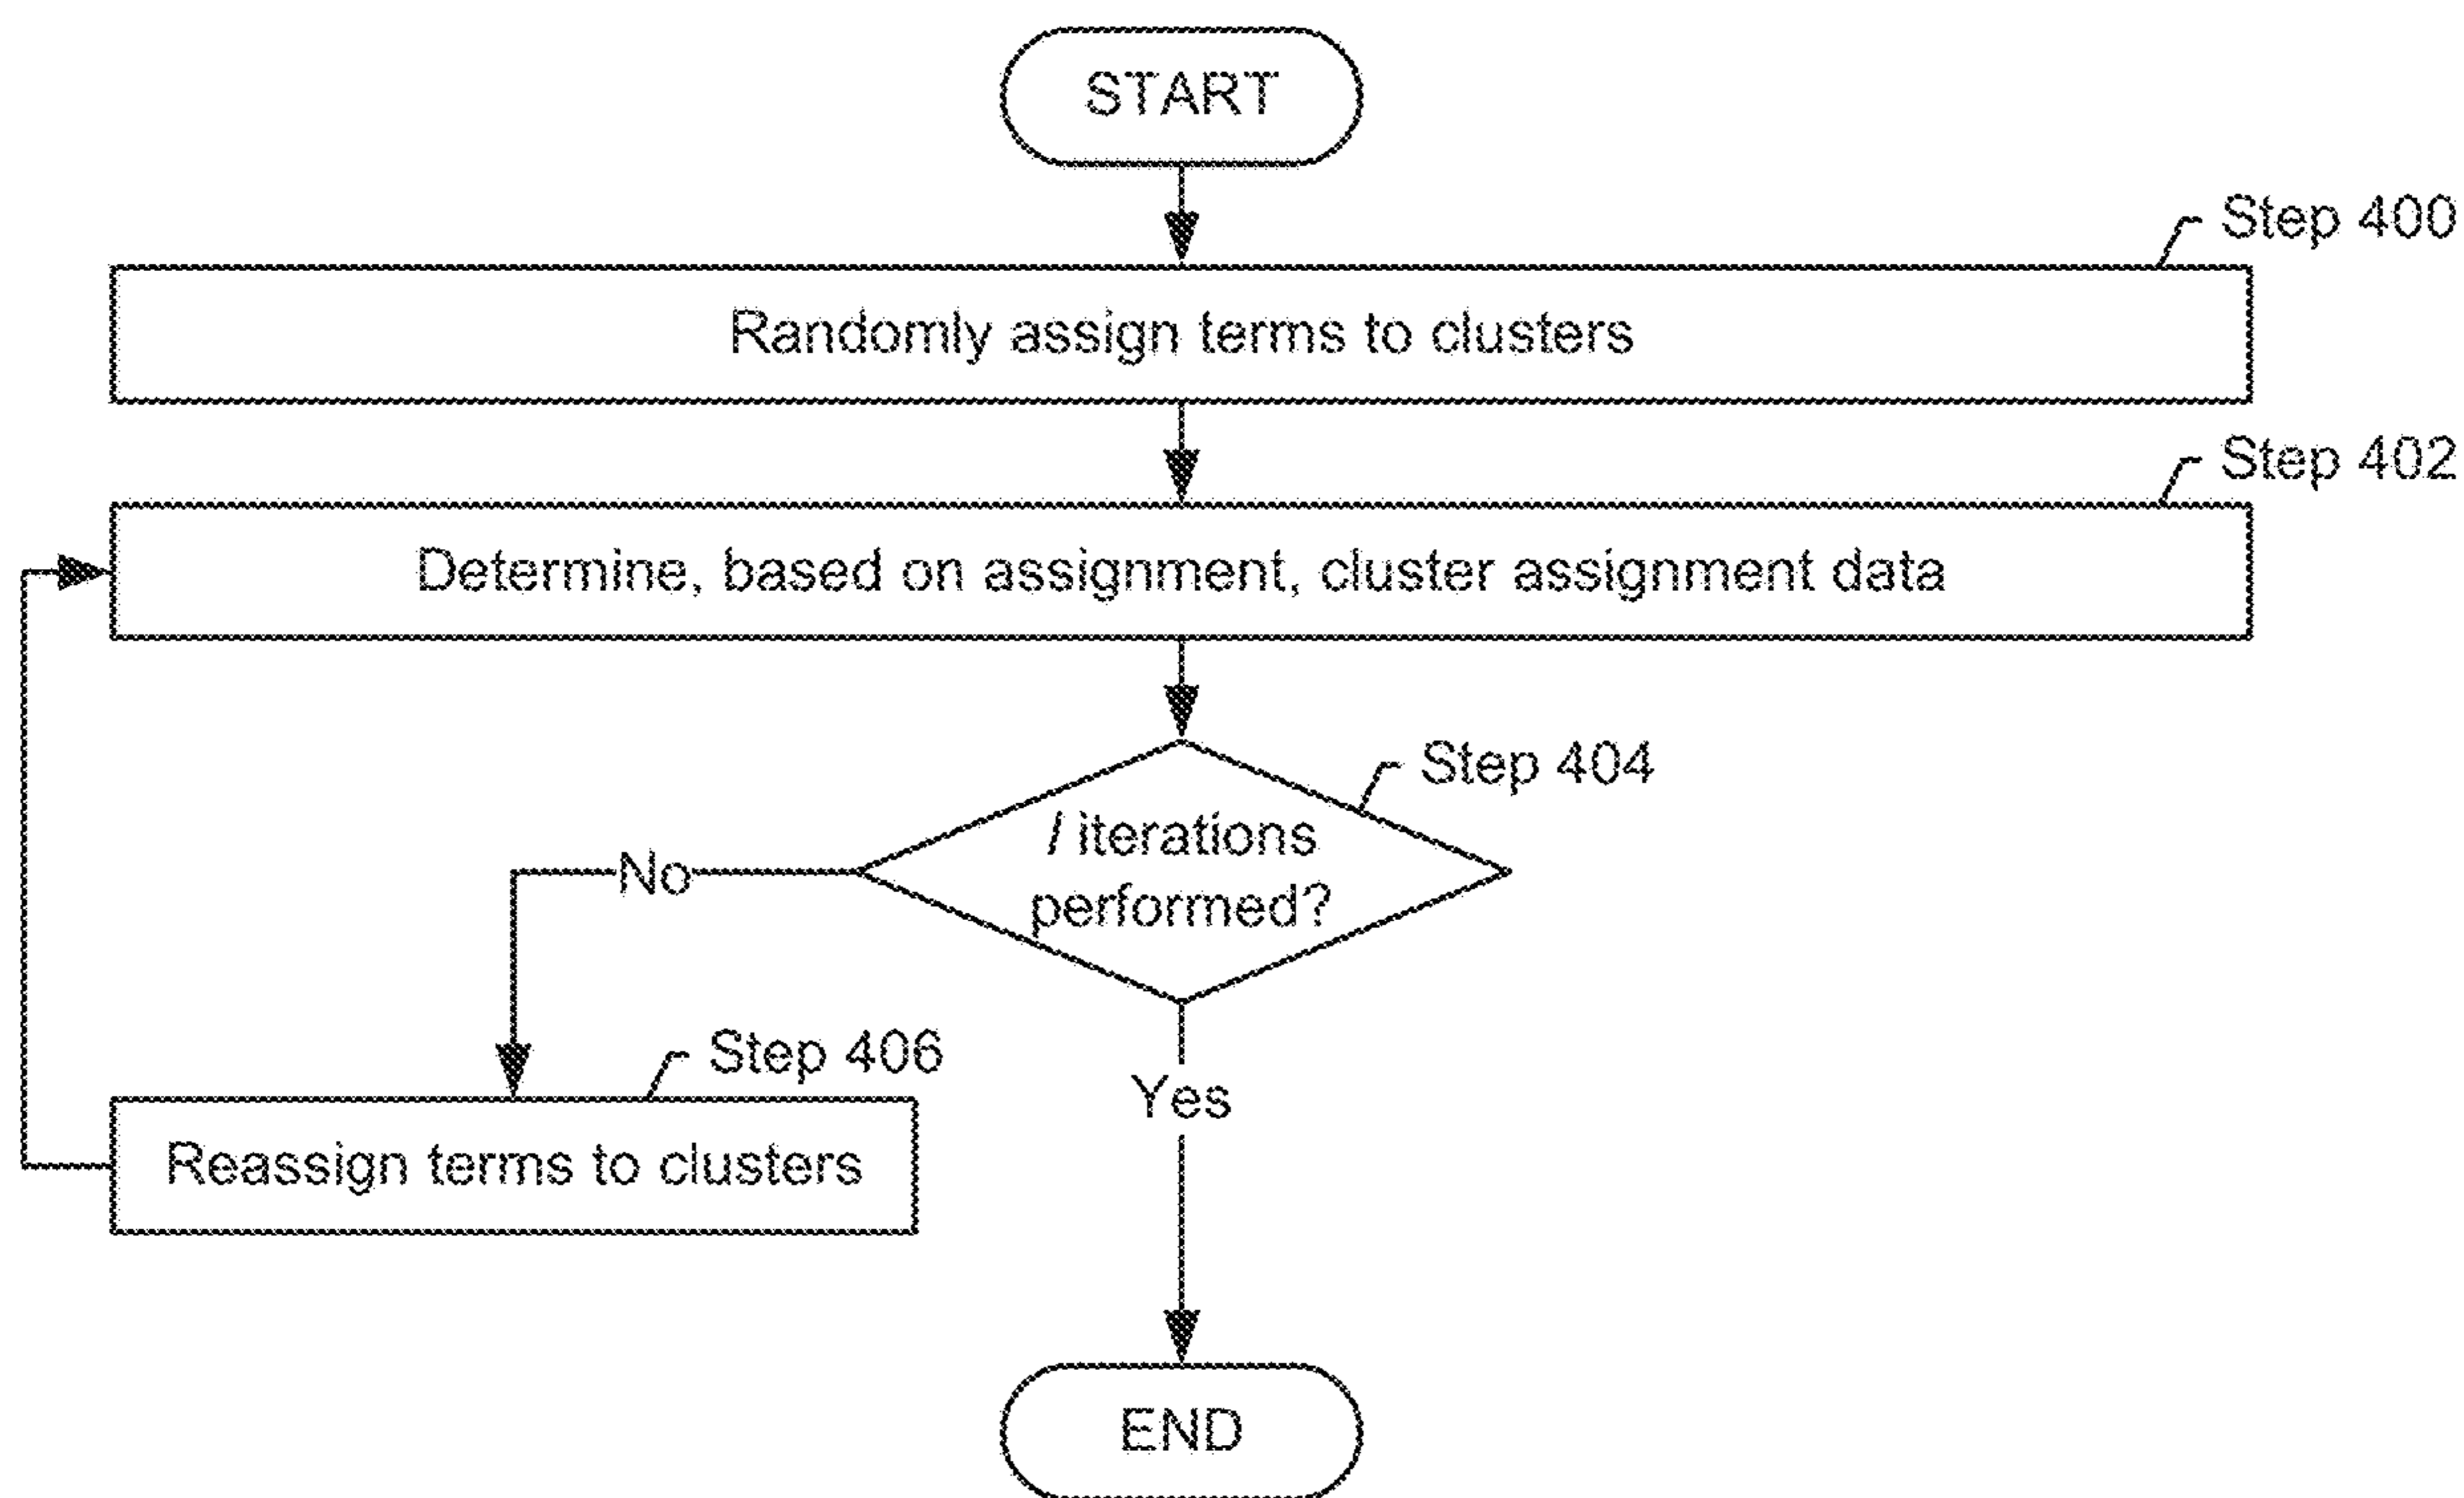 START
Step 400
Randomly assign terms to clusters
Step 402
Determine, based on assignment, cluster assignment data
Step 404
I iterations
performed?
No
Step 406
Yes
Reassign terms to clusters
END